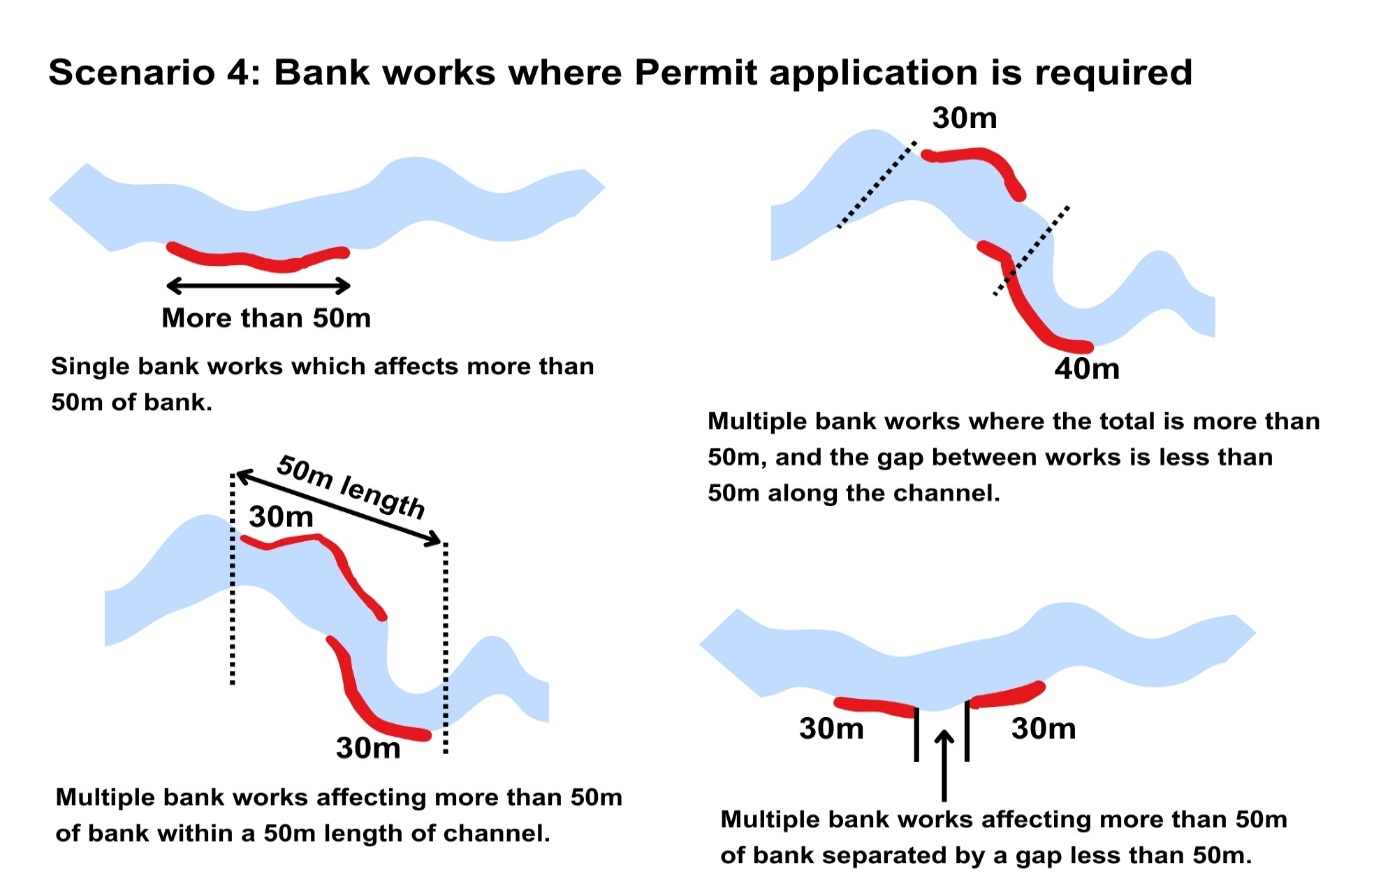 Scenario 4: Bank works where Permit application is required
More than 50m
Single bank works which affects more than
50m of bank.
30m
40m
Multiple bank works where the total is more than
50m, and the gap between works is less than
50m along the channel.
50m length
30m
30m
Multiple bank works affecting more than 50m
of bank within a 50m length of channel.
30m
30m
Multiple bank works affecting more than 50m
of bank separated by a gap less than 50m.